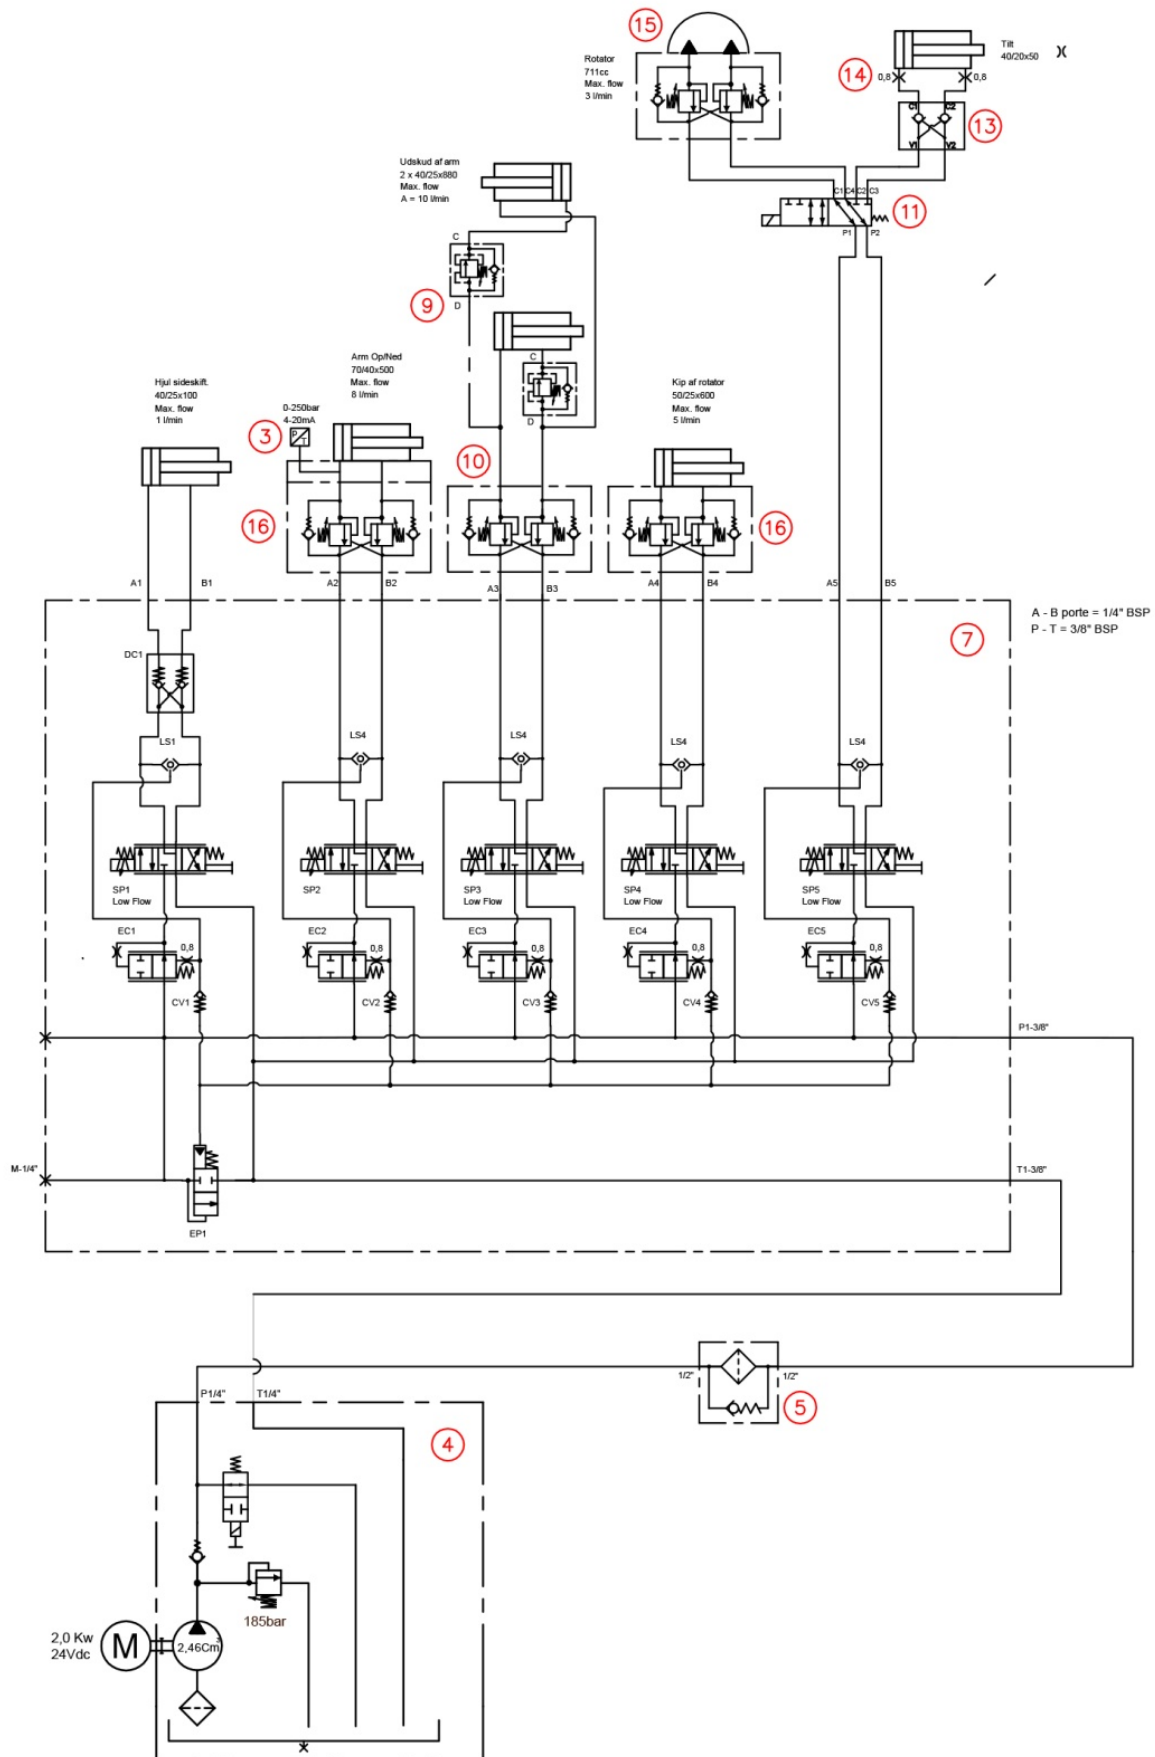 15
Rotator
711cc
Max. flow
3 l/min
Tilt
40/20x50
14
0,8
0,8
C1
C2
13
V1
V2
Udskud af arm
2 x 40/25x880
Max. flow
A = 10 l/min
C1
C4
C2
C3
11
P1
P2
C
9
D
Arm Op/Ned
70/40x500
Max. flow
8 l/min
C
Hjul sideskift.
40/25x100
Max. flow
1 l/min
Kip af rotator
50/25x600
Max. flow
5 l/min
0-250bar
4-20mA
D
3
P
T
10
16
16
A1
B1
A2
B2
A3
B3
A4
B4
A5
B5
A - B porte = 1/4" BSP
P - T = 3/8" BSP
7
DC1
LS1
LS4
LS4
LS4
LS4
SP1
Low Flow
SP2
SP3
Low Flow
SP4
Low Flow
SP5
Low Flow
EC1
0,8
EC2
0,8
EC3
0,8
EC4
0,8
EC5
0,8
CV1
CV2
CV3
CV4
CV5
P1-3/8"
M-1/4"
T1-3/8"
EP1
1/2"
1/2"
5
P1/4"
T1/4"
4
185bar
2,0 Kw
24Vdc
M
2,46Cm³